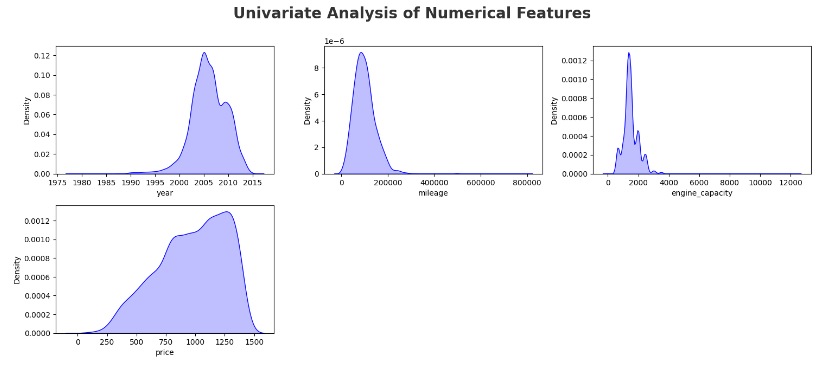 Univariate Analysis of Numerical Features
0.12
0.10
0.08
0.06
0.04
0.02
0.00
Density
1975 1980 1985 1990 1995 2000 2005 2010 2015
year
1e−6
8
6
4
2
0
Density
0 200000 400000 600000 800000
mileage
0.0012
0.0010
0.0008
0.0006
0.0004
0.0002
0.0000
Density
0 2000 4000 6000 8000 10000 12000
engine_capacity
0.0012
0.0010
0.0008
0.0006
0.0004
0.0002
0.0000
Density
0 250 500 750 1000 1250 1500
price